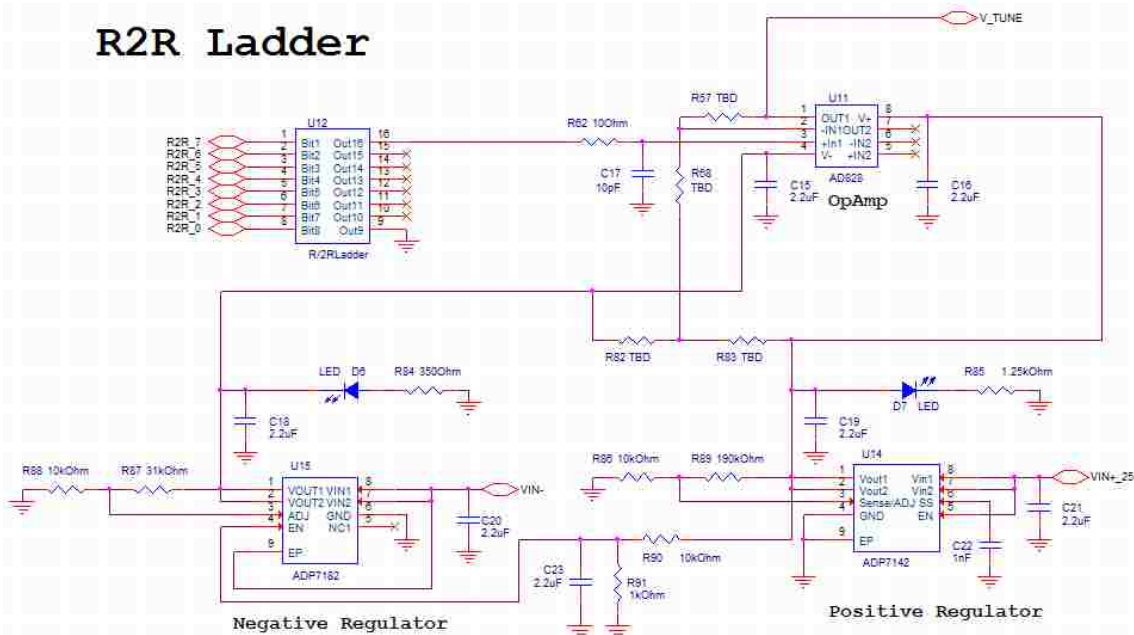 R2R Ladder
V_TUNE
R57 TBD
U11
U12
R62 10Ohm
1 OUT1 V+ 8
2 -IN1 OUT2 7
3 +In1 -IN2 6
4 V- +IN2 5
AD828
OpAmp
R2R_7 1 Bit1 Out16 16
R2R_6 2 Bit2 Out15 15
R2R_5 3 Bit3 Out14 14
R2R_4 4 Bit4 Out13 13
R2R_3 5 Bit5 Out12 12
R2R_2 6 Bit6 Out11 11
R2R_1 7 Bit7 Out10 10
R2R_0 8 Bit8 Out9 9
R/2RLadder
C17
10pF
R68
TBD
C15
2.2uF
C16
2.2uF
R82 TBD
R83 TBD
LED D6
R84 350Ohm
R85 1.25kOhm
D7 LED
C18
2.2uF
C19
2.2uF
R88 10kOhm
R87 31kOhm
U15
1 VOUT1 VIN1 8
2 VOUT2 VIN2 7
3 ADJ GND 6
4 EN NC1 5
9 EP
ADP7182
VIN-
C20
2.2uF
R86 10kOhm
R89 190kOhm
U14
1 Vout1 Vin1 8
2 Vout2 Vin2 7
3 Sense/ADJ SS 6
4 GND EN 5
9 EP
ADP7142
VIN+_25
C21
2.2uF
C22
1nF
R90 10kOhm
C23
2.2uF
R91
1kOhm
Negative Regulator
Positive Regulator